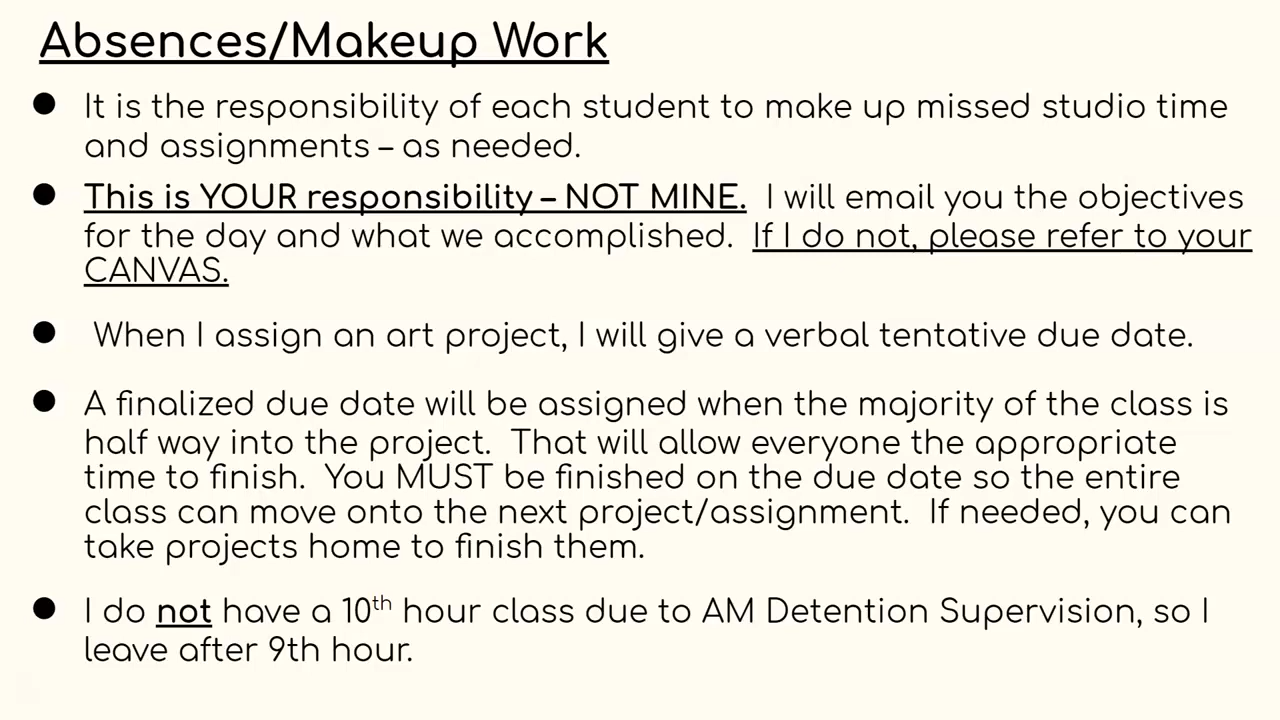 Absences/Makeup Work
● It is the responsibility of each student to make up missed studio time
and assignments – as needed.
● This is YOUR responsibility – NOT MINE. I will email you the objectives
for the day and what we accomplished. If I do not, please refer to your
CANVAS.
● When I assign an art project, I will give a verbal tentative due date.
● A finalized due date will be assigned when the majority of the class is
half way into the project. That will allow everyone the appropriate
time to finish. You MUST be finished on the due date so the entire
class can move onto the next project/assignment. If needed, you can
take projects home to finish them.
● I do not have a 10th hour class due to AM Detention Supervision, so I
leave after 9th hour.